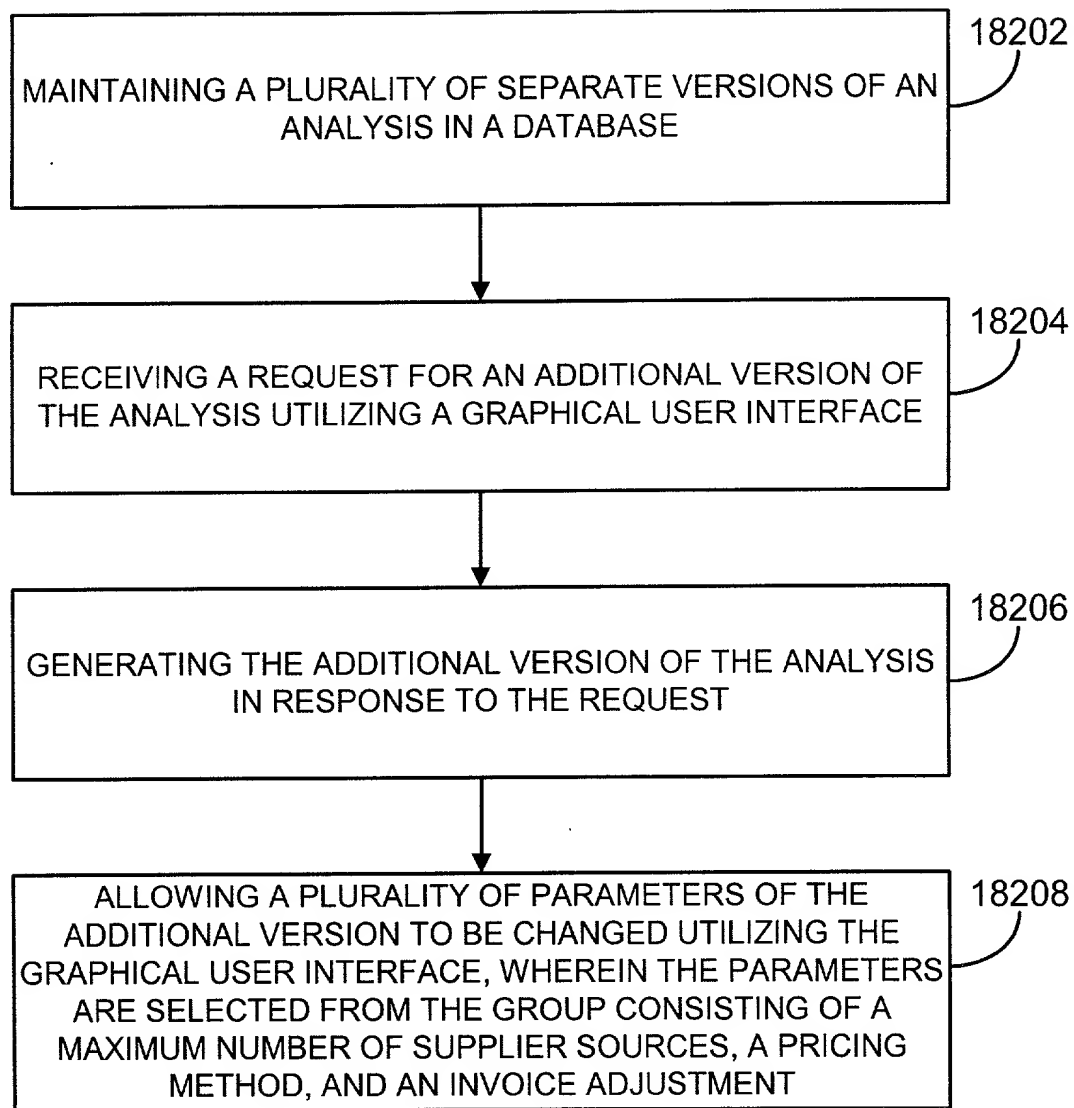 18202
MAINTAINING A PLURALITY OF SEPARATE VERSIONS OF AN
ANALYSIS IN A DATABASE
18204
RECEIVING A REQUEST FOR AN ADDITIONAL VERSION OF
THE ANALYSIS UTILIZING A GRAPHICAL USER INTERFACE
18206
GENERATING THE ADDITIONAL VERSION OF THE ANALYSIS
IN RESPONSE TO THE REQUEST
18208
ALLOWING A PLURALITY OF PARAMETERS OF THE
ADDITIONAL VERSION TO BE CHANGED UTILIZING THE
GRAPHICAL USER INTERFACE, WHEREIN THE PARAMETERS
ARE SELECTED FROM THE GROUP CONSISTING OF A
MAXIMUM NUMBER OF SUPPLIER SOURCES, A PRICING
METHOD, AND AN INVOICE ADJUSTMENT